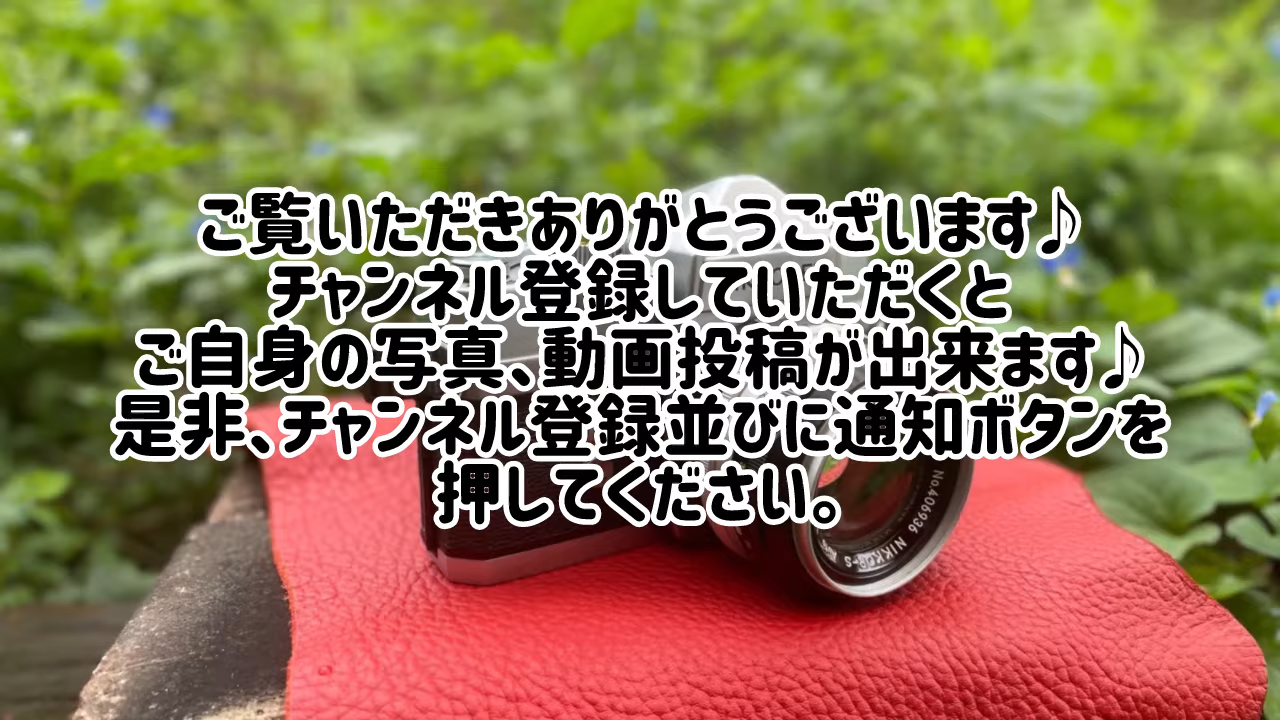 ご覧いただきありがとうございます♪
チャンネル登録していただくと
ご自身の写真、動画投稿が出来ます♪
是非、チャンネル登録並びに通知ボタンを
押してください。
No.406936 NIKKOR-S